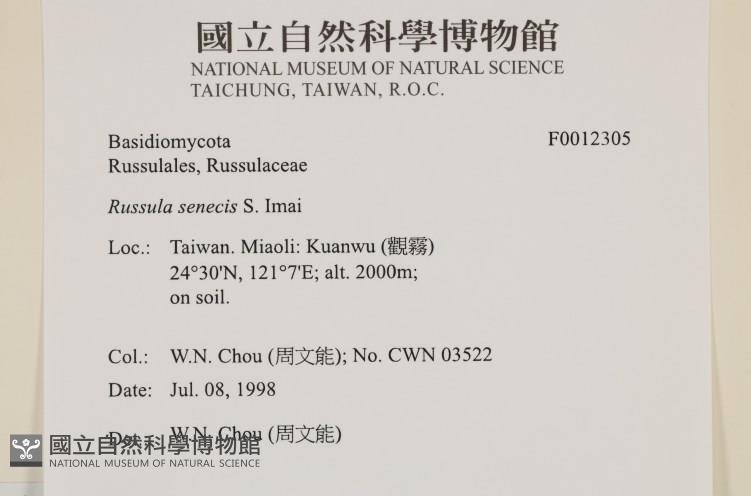 國立自然科學博物館
NATIONAL MUSEUM OF NATURAL SCIENCE
TAICHUNG, TAIWAN, R.O.C.
Basidiomycota F0012305
Russulales, Russulaceae
Russula senecis S. Imai
Loc.: Taiwan. Miaoli: Kuanwu (觀霧)
24°30'N, 121°7'E; alt. 2000m;
on soil.
Col.: W.N. Chou (周文能); No. CWN 03522
Date: Jul. 08, 1998
Det.: W.N. Chou (周文能)
國立自然科學博物館
NATIONAL MUSEUM OF NATURAL SCIENCE